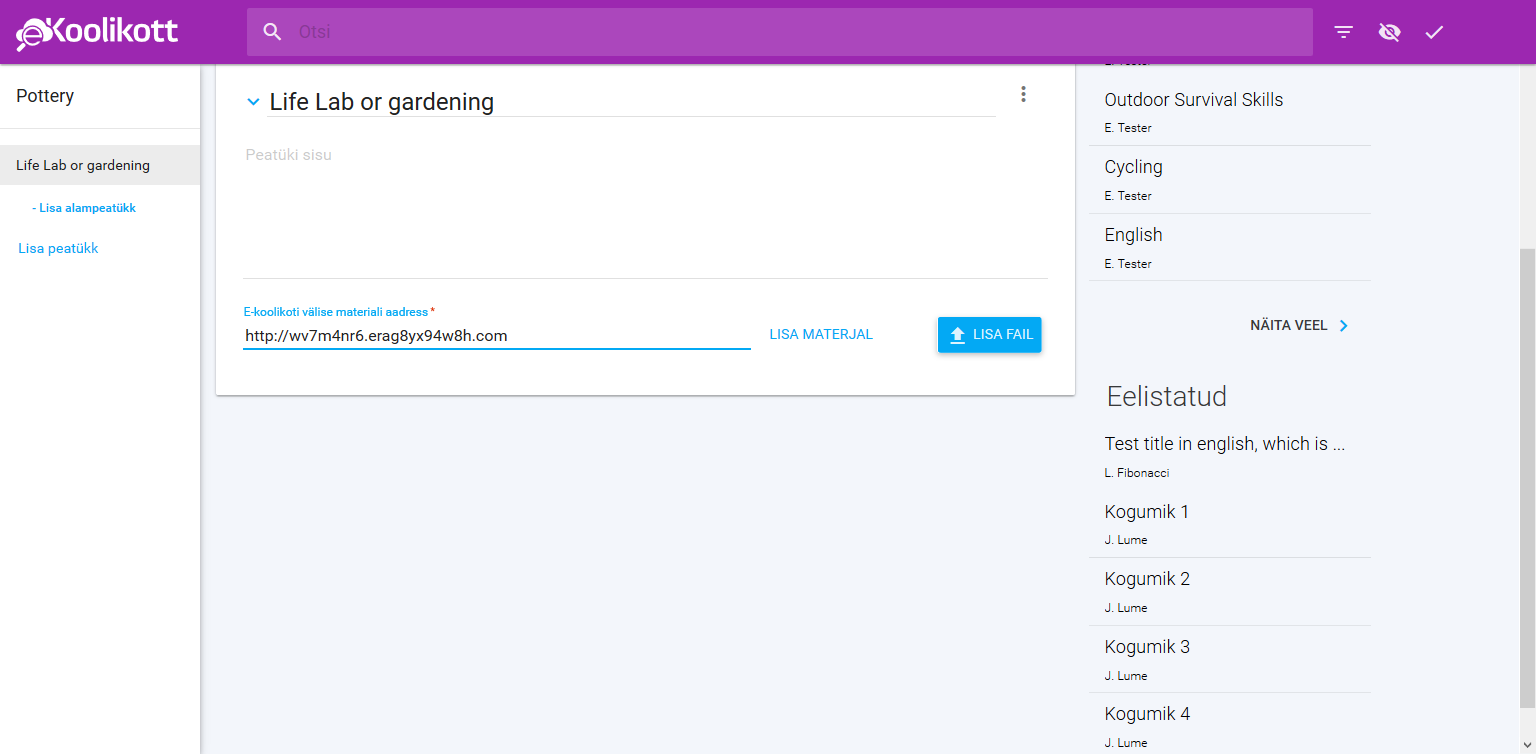 eKoolikott
Otsi
Pottery
Life Lab or gardening
- Lisa alampeatükk
Lisa peatükk
Life Lab or gardening
Peatüki sisu
E-koolikoti välise materiali aadress *
http://wv7m4nr6.erag8yx94w8h.com
LISA MATERJAL
LISA FAIL
E. Tester
Outdoor Survival Skills
E. Tester
Cycling
E. Tester
English
E. Tester
NÄITA VEEL
Eelistatud
Test title in english, which is ...
L. Fibonacci
Kogumik 1
J. Lume
Kogumik 2
J. Lume
Kogumik 3
J. Lume
Kogumik 4
J. Lume